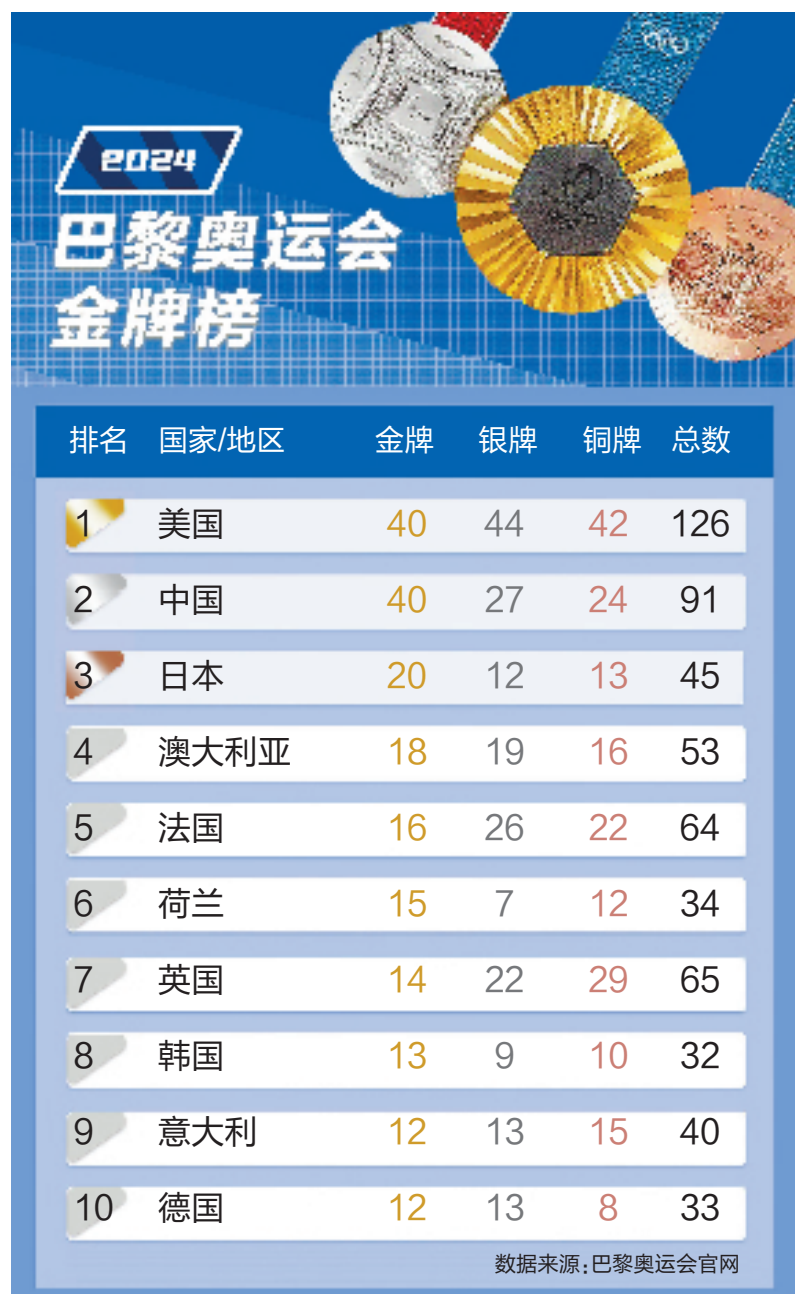 2024
巴黎奥运会
金牌榜
排名 国家/地区 金牌 银牌 铜牌 总数
1 美国 40 44 42 126
2 中国 40 27 24 91
3 日本 20 12 13 45
4 澳大利亚 18 19 16 53
5 法国 16 26 22 64
6 荷兰 15 7 12 34
7 英国 14 22 29 65
8 韩国 13 9 10 32
9 意大利 12 13 15 40
10 德国 12 13 8 33
数据来源:巴黎奥运会官网